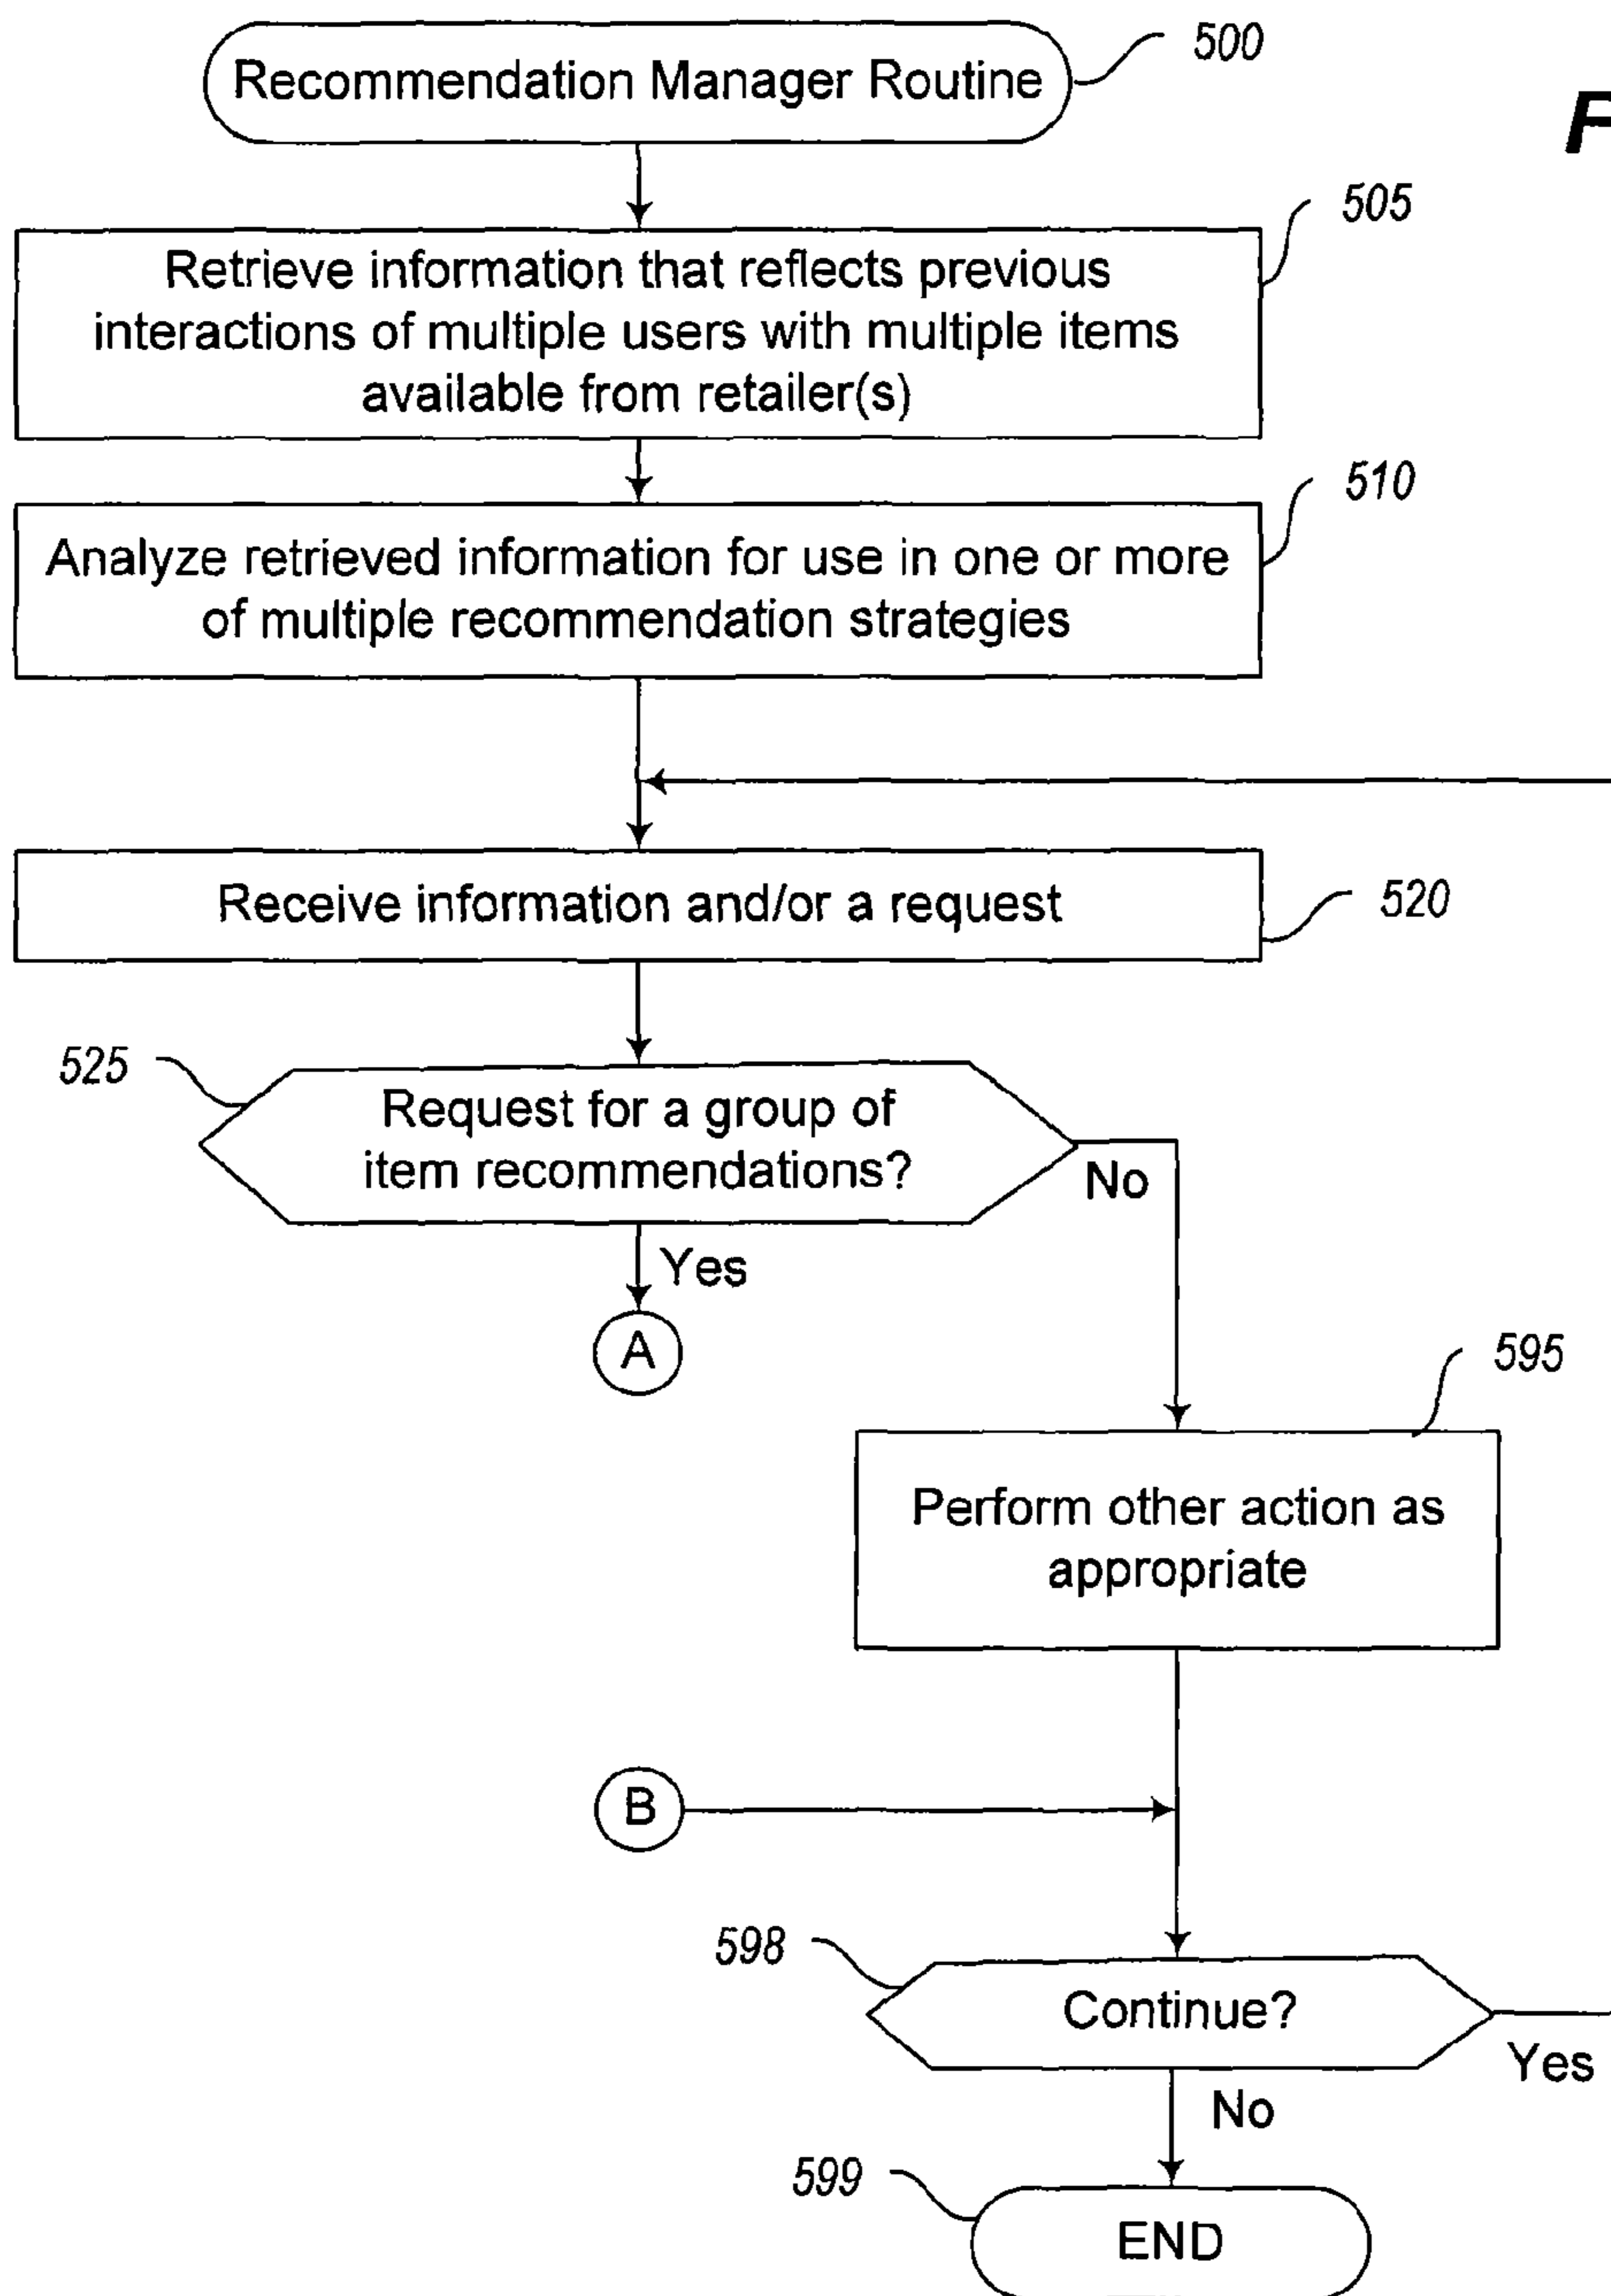 Recommendation Manager Routine
500
F
505
Retrieve information that reflects previous
interactions of multiple users with multiple items
available from retailer(s)
510
Analyze retrieved information for use in one or more
of multiple recommendation strategies
Receive information and/or a request
520
525
Request for a group of
item recommendations?
No
Yes
A
595
Perform other action as
appropriate
B
598
Continue?
Yes
No
599
END